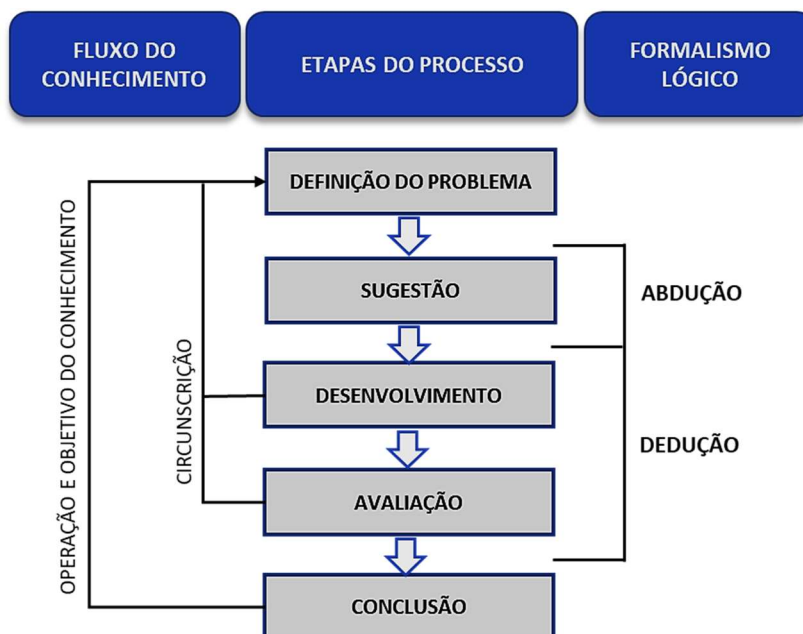 FLUXO DO
CONHECIMENTO
ETAPAS DO PROCESSO
FORMALISMO
LÓGICO
DEFINIÇÃO DO PROBLEMA
SUGESTÃO
DESENVOLVIMENTO
AVALIAÇÃO
CONCLUSÃO
OPERAÇÃO E OBJETIVO DO CONHECIMENTO
CIRCUNSCRIÇÃO
ABDUÇÃO
DEDUÇÃO